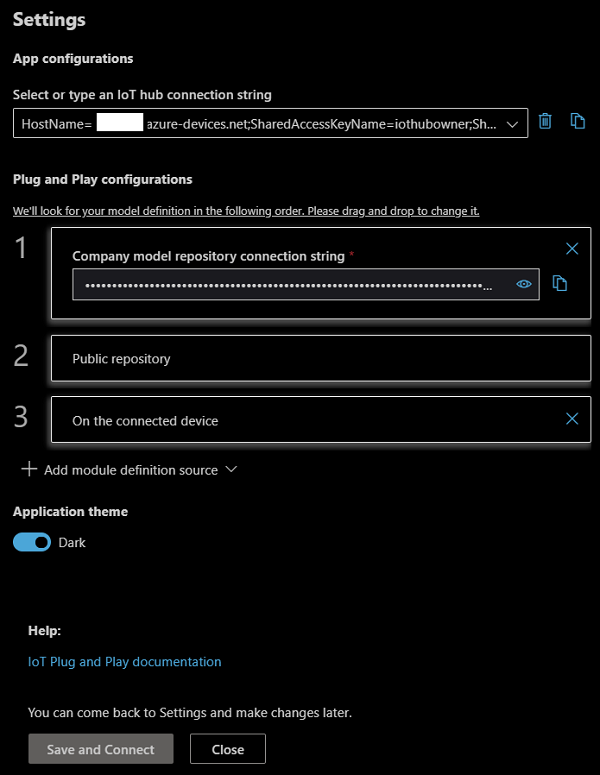 Settings
App configurations
Select or type an IoT hub connection string
HostName= azure-devices.net;SharedAccessKeyName=iothubowner;Sh...
Plug and Play configurations
We'll look for your model definition in the following order. Please drag and drop to change it.
1
Company model repository connection string *
••••••••••••••••••••••••••••••••••••••••••••••••••••••••••••••••••••••••••...
2
Public repository
3
On the connected device
Add module definition source
Application theme
Dark
Help:
IoT Plug and Play documentation
You can come back to Settings and make changes later.
Save and Connect
Close